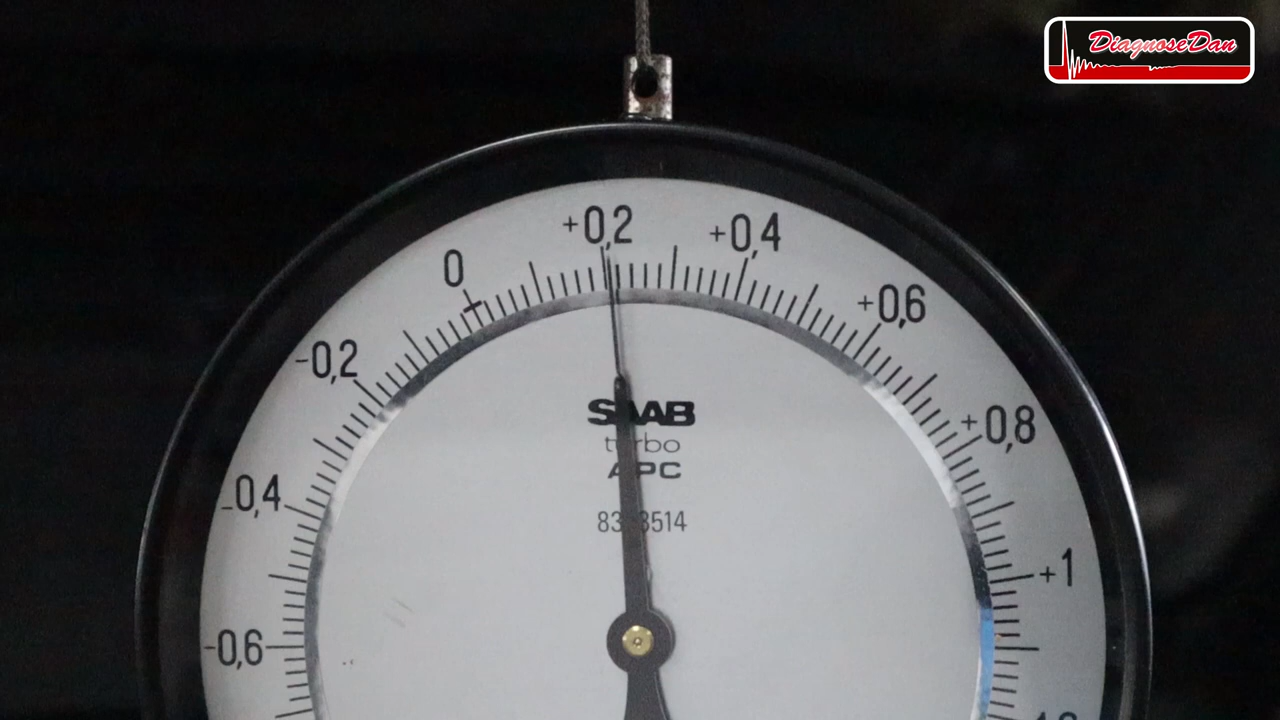 DiagnoseDan
+0,2
+0,4
0
+0,6
-0,2
+0,8
SAAB
turbo
APC
-0,4
+1
-0,6